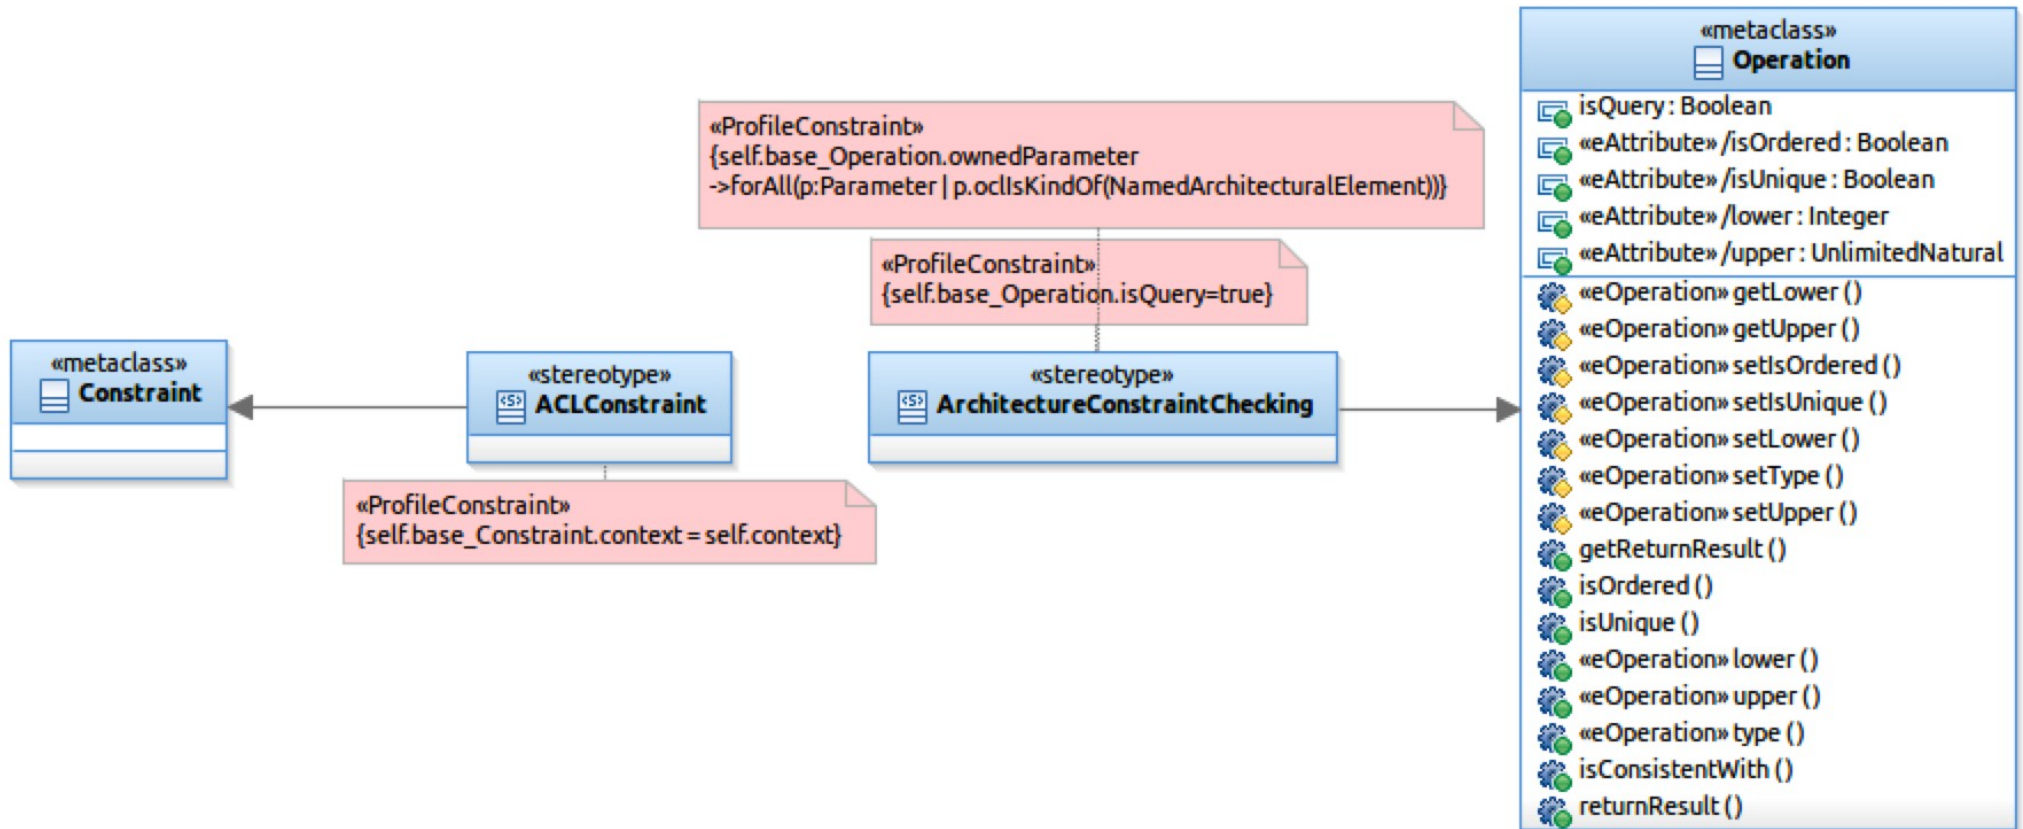 «metaclass»
Constraint
«stereotype»
ACLConstraint
«ProfileConstraint»
{self.base_Constraint.context = self.context}
«ProfileConstraint»
{self.base_Operation.ownedParameter
->forAll(p:Parameter | p.oclIsKindOf(NamedArchitecturalElement))}
«ProfileConstraint»
{self.base_Operation.isQuery=true}
«stereotype»
ArchitectureConstraintChecking
«metaclass»
Operation
isQuery : Boolean
«eAttribute» /isOrdered : Boolean
«eAttribute» /isUnique : Boolean
«eAttribute» /lower : Integer
«eAttribute» /upper : UnlimitedNatural
«eOperation» getLower ()
«eOperation» getUpper ()
«eOperation» setIsOrdered ()
«eOperation» setIsUnique ()
«eOperation» setLower ()
«eOperation» setType ()
«eOperation» setUpper ()
getReturnResult ()
isOrdered ()
isUnique ()
«eOperation» lower ()
«eOperation» upper ()
«eOperation» type ()
isConsistentWith ()
returnResult ()